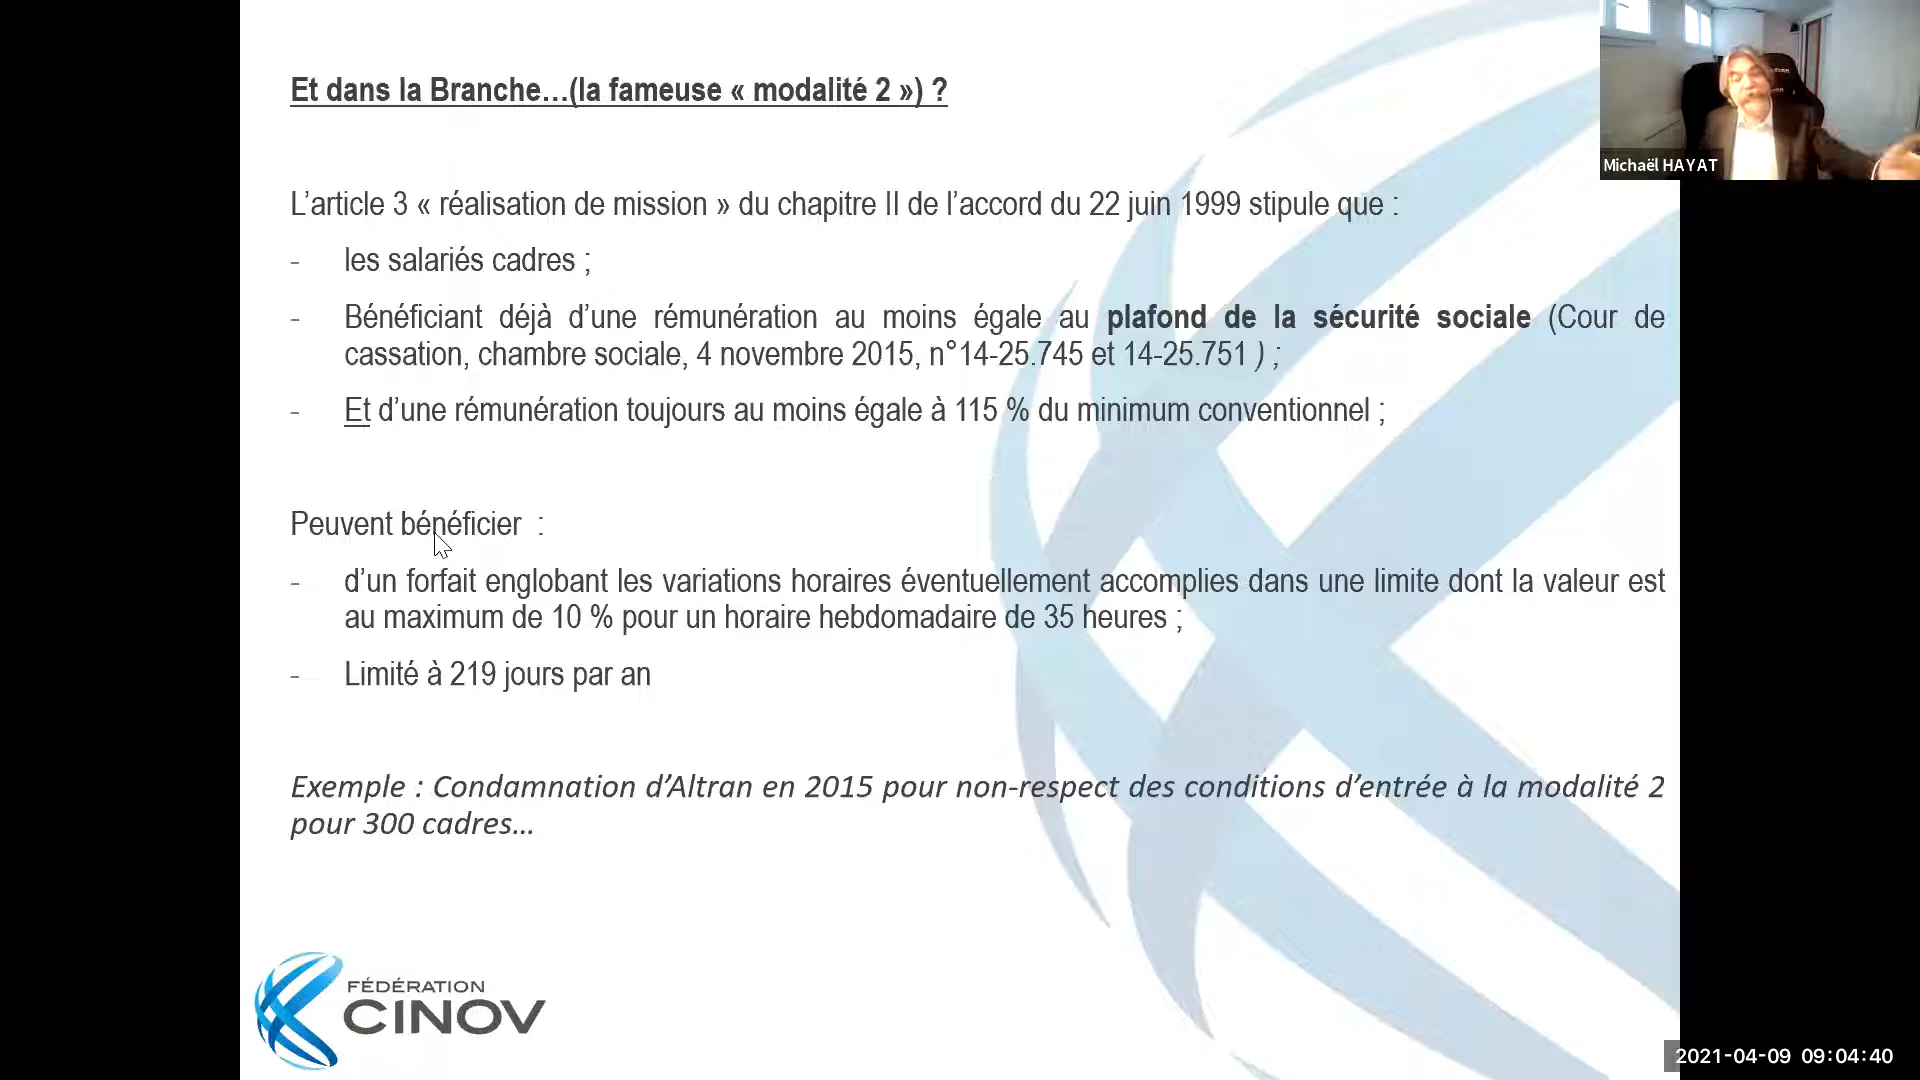 Et dans la Branche…(la fameuse « modalité 2 ») ?
Michaël HAYAT
L’article 3 « réalisation de mission » du chapitre II de l’accord du 22 juin 1999 stipule que :
- les salariés cadres ;
- Bénéficiant déjà d’une rémunération au moins égale au plafond de la sécurité sociale (Cour de
cassation, chambre sociale, 4 novembre 2015, n°14-25.745 et 14-25.751 ) ;
- Et d’une rémunération toujours au moins égale à 115 % du minimum conventionnel ;
Peuvent bénéficier  :
- d’un forfait englobant les variations horaires éventuellement accomplies dans une limite dont la valeur est
au maximum de 10 % pour un horaire hebdomadaire de 35 heures ;
- Limité à 219 jours par an
Exemple : Condamnation d’Altran en 2015 pour non-respect des conditions d’entrée à la modalité 2
pour 300 cadres…
FÉDÉRATION
CINOV
2021-04-09 09:04:40